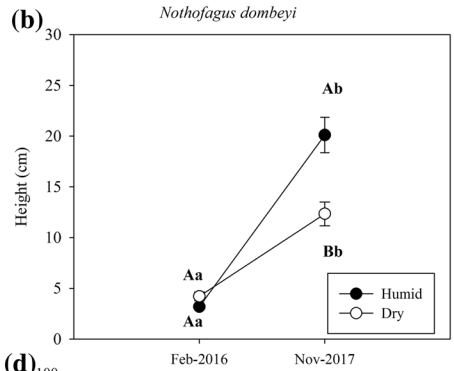 (b)
Nothofagus dombeyi
30
25
20
15
10
5
0
Height (cm)
Ab
Aa
Aa
Bb
Humid
Dry
Feb-2016
Nov-2017
(d)
100